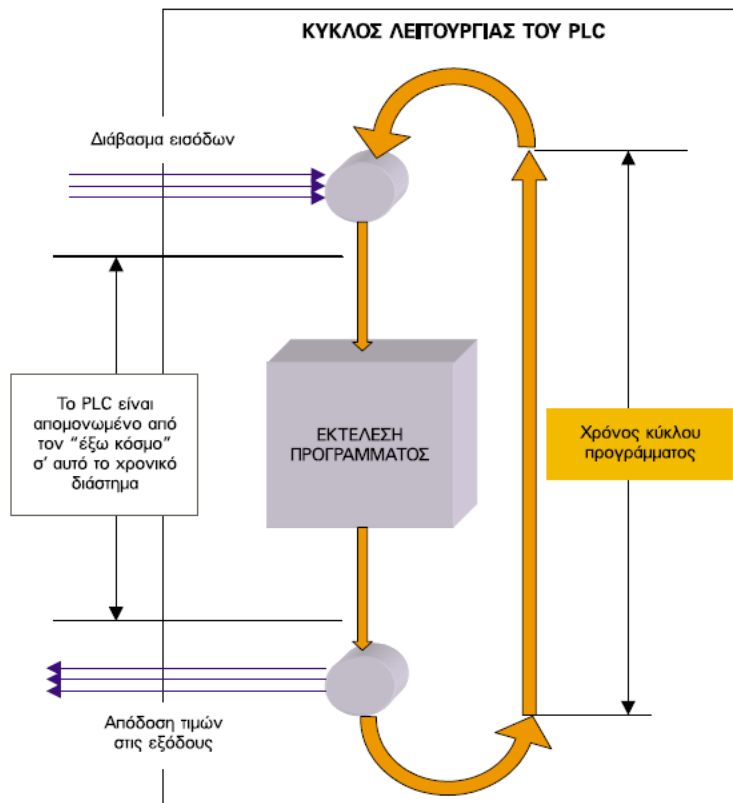 ΚΥΚΛΟΣ ΛΕΙΤΟΥΡΓΙΑΣ ΤΟΥ PLC
Διάβασμα εισόδων
Το PLC είναι
απομονωμένο από
τον “έξω κόσμο”
σ’ αυτό το χρονικό
διάστημα
ΕΚΤΕΛΕΣΗ
ΠΡΟΓΡΑΜΜΑΤΟΣ
Χρόνος κύκλου
προγράμματος
Απόδοση τιμών
στις εξόδους